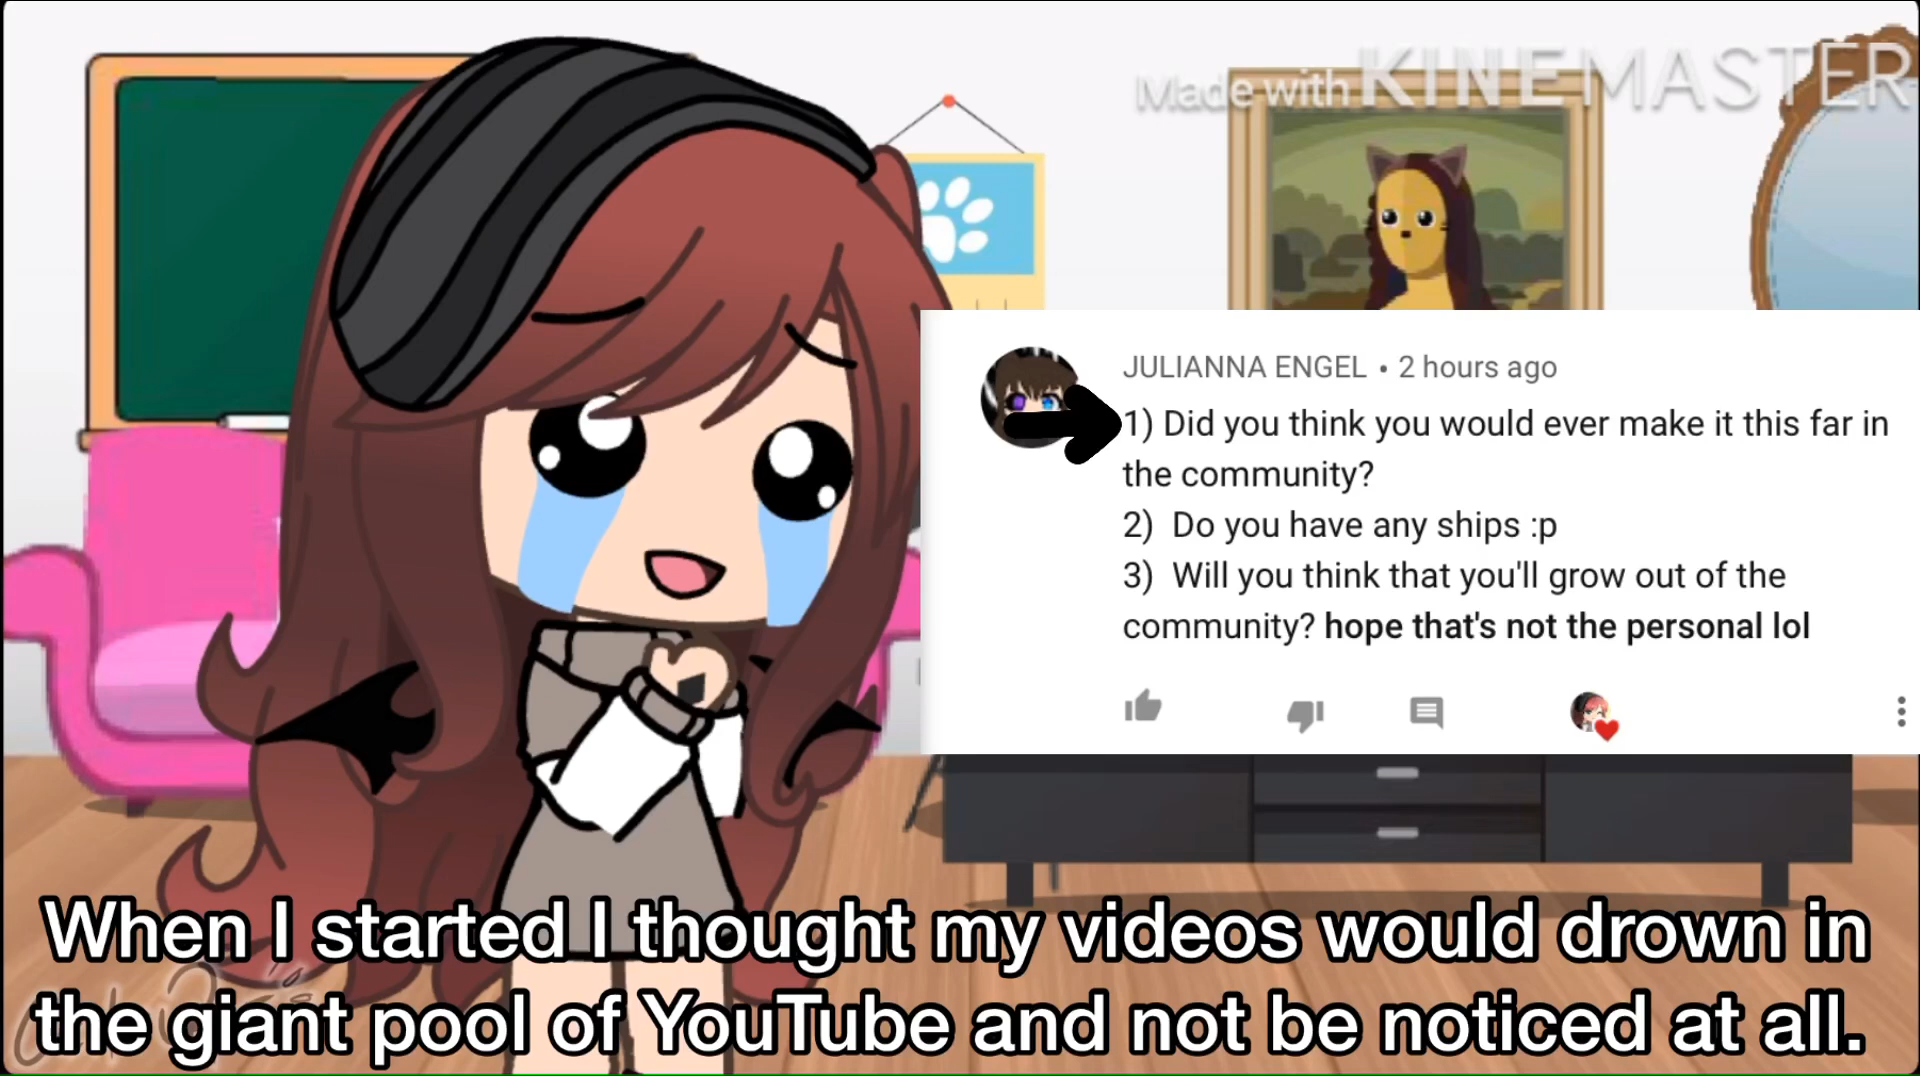 Made with KINEMASTER
JULIANNA ENGEL • 2 hours ago
1) Did you think you would ever make it this far in
the community?
2) Do you have any ships :p
3) Will you think that you'll grow out of the
community? hope that's not the personal lol
When I started I thought my videos would drown in
the giant pool of YouTube and not be noticed at all.